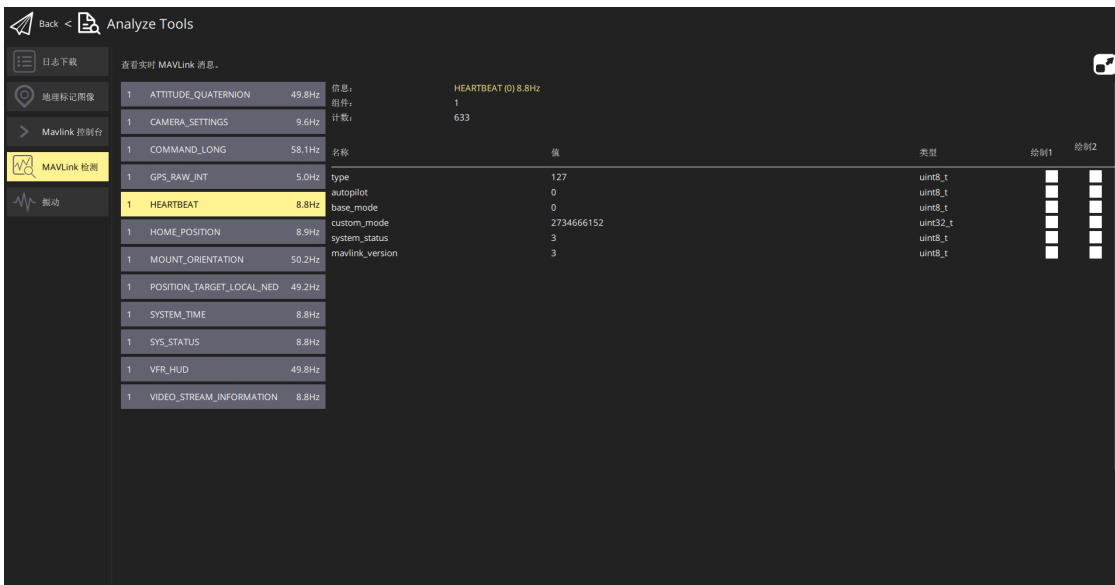 Back < Analyze Tools
日志下载
地理标记图像
Mavlink 控制台
MAVLink 检测
振动
查看实时 MAVLink 消息。
1 ATTITUDE_QUATERNION 49.8Hz
1 CAMERA_SETTINGS 9.6Hz
1 COMMAND_LONG 58.1Hz
1 GPS_RAW_INT 5.0Hz
1 HEARTBEAT 8.8Hz
1 HOME_POSITION 8.9Hz
1 MOUNT_ORIENTATION 50.2Hz
1 POSITION_TARGET_LOCAL_NED 49.2Hz
1 SYSTEM_TIME 8.8Hz
1 SYS_STATUS 8.8Hz
1 VFR_HUD 49.8Hz
1 VIDEO_STREAM_INFORMATION 8.8Hz
信息： HEARTBEAT (0) 8.8Hz
组件： 1
计数： 633
名称 值 类型 绘制1 绘制2
type 127 uint8_t
autopilot 0 uint8_t
base_mode 0 uint8_t
custom_mode 2734666152 uint32_t
system_status 3 uint8_t
mavlink_version 3 uint8_t